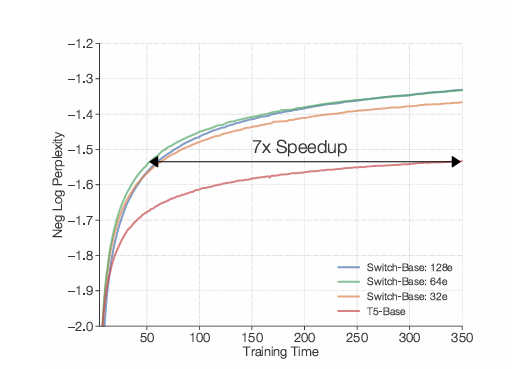 −1.2
−1.3
−1.4
−1.5
−1.6
−1.7
−1.8
−1.9
−2.0
Neg Log Perplexity
7x Speedup
Switch-Base: 128e
Switch-Base: 64e
Switch-Base: 32e
T5-Base
50 100 150 200 250 300 350
Training Time